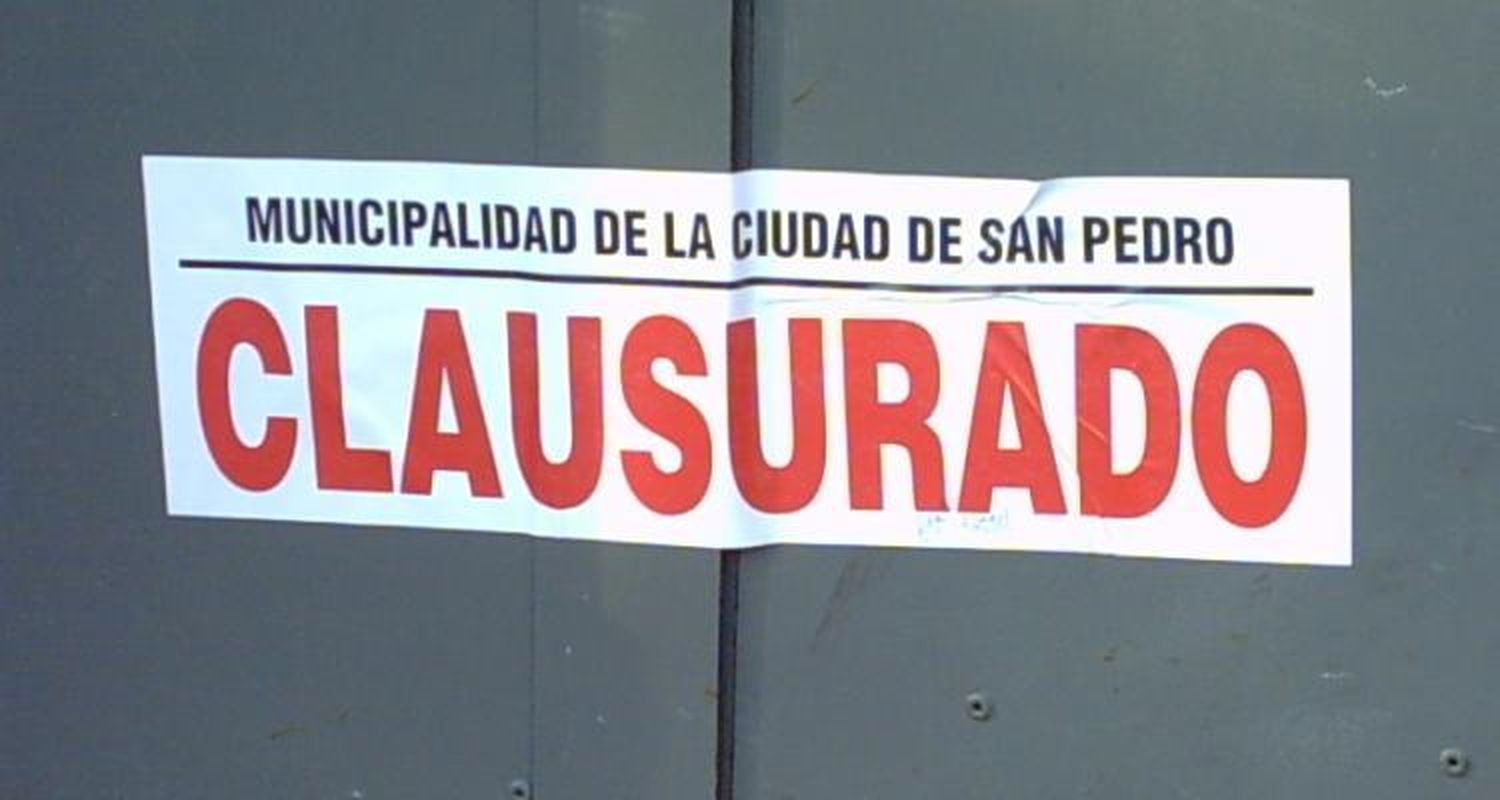 MUNICIPALIDAD DE LA CIUDAD DE SAN PEDRO
CLAUSURADO